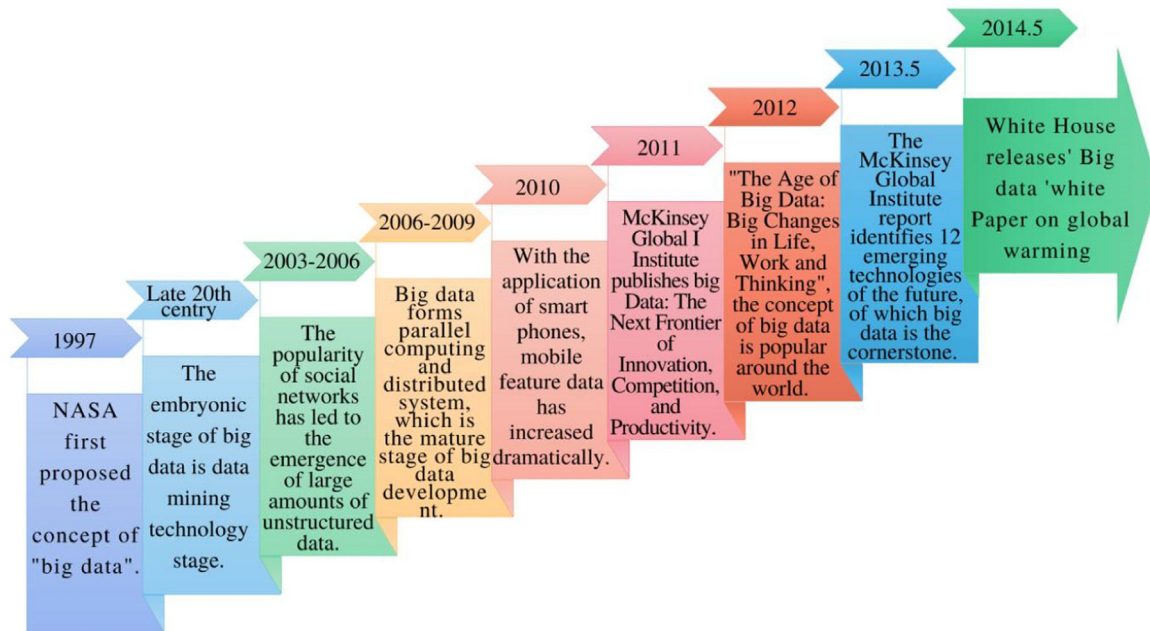 1997
NASA
first
proposed
the
concept of
"big data".
Late 20th
centry
The
embryonic
stage of big
data is data
mining
technology
stage.
2003-2006
The
popularity
of social
networks
has led to
the
emergence
of large
amounts of
unstructured
data.
2006-2009
Big data
forms
parallel
computing
and
distributed
system,
which is
the mature
stage of big
data
developme
nt.
2010
With the
application
of smart
phones,
mobile
feature data
has
increased
dramatically.
2011
McKinsey
Global I
Institute
publishes big
Data: The
Next Frontier
of
Innovation,
Competition,
and
Productivity.
2012
"The Age of
Big Data:
Big Changes
in Life,
Work and
Thinking",
the concept
of big data
is popular
around the
world.
2013.5
The
McKinsey
Global
Institute
report
identifies 12
emerging
technologies
of the future,
of which big
data is the
cornerstone.
2014.5
White House
releases' Big
data 'white
Paper on global
warming